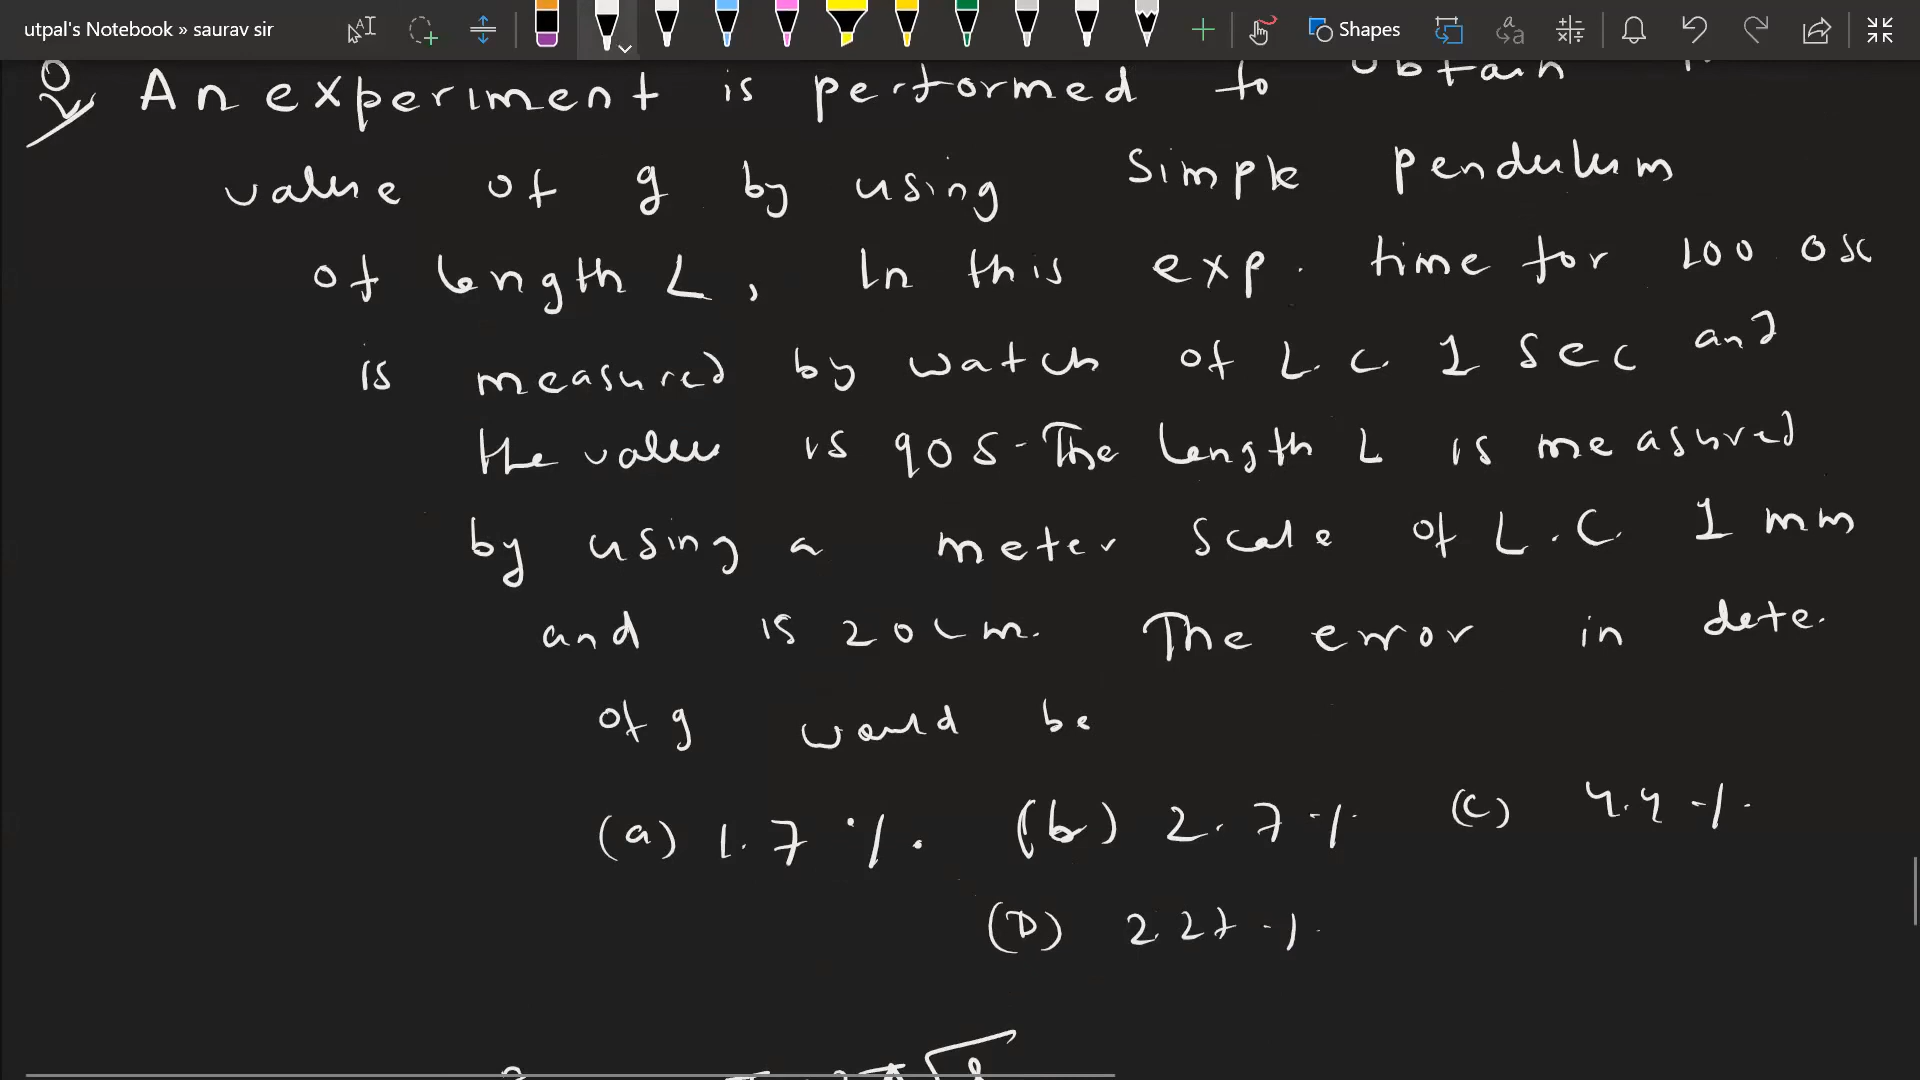 utpal's Notebook » saurav sir
Shapes
Q An experiment is performed to obtain
value of g by using simple pendulum
of length L, In this exp. time for 100 osc
is measured by watch of L.C. 1 sec and
the value is 90 S. The length L is measured
by using a meter scale of L.C. 1 mm
and is 20 cm. The error in dete.
of g would be
(a) 1.7 %. (b) 2.7 %. (C) 4.4 %.
(D) 2.27 %.